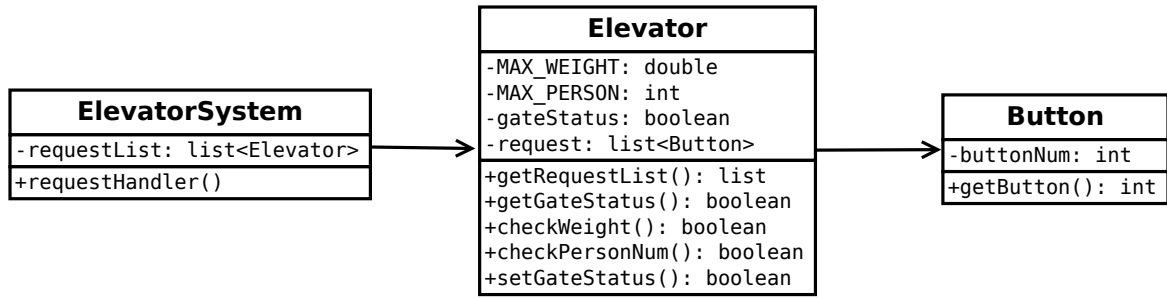 ElevatorSystem
-requestList: list<Elevator>
+requestHandler()
Elevator
-MAX_WEIGHT: double
-MAX_PERSON: int
-gateStatus: boolean
-request: list<Button>
+getRequestList(): list
+getGateStatus(): boolean
+checkWeight(): boolean
+checkPersonNum(): boolean
+setGateStatus(): boolean
Button
-buttonNum: int
+getButton(): int